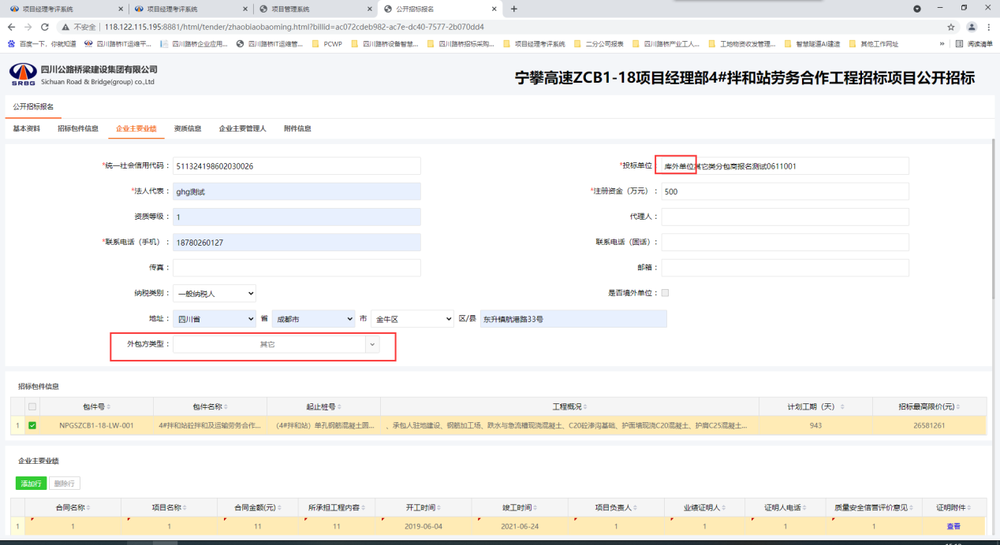 项目经理考评系统 项目经理考评系统 项目管理系统 公开招标报名
不安全 118.122.115.195:8881/html/tender/zhaobiaobaoming.html?billid=ac072cdeb982-ac7e-dc40-7577-2b070dd4
百度一下，你就知道 四川路桥IT运维平... 四川路桥企业应用... 四川路桥IT运维管... PCWP 四川路桥设备智慧... 四川路桥招标采购... 项目经理考评系统 二分公司报表 四川路桥产业工人... 工地物资收发管理... 智慧隧道AI建造 其他工作网址 » 阅读清单
四川公路桥梁建设集团有限公司
SRBG Sichuan Road & Bridge(group) co.,Ltd
宁攀高速ZCB1-18项目经理部4#拌和站劳务合作工程招标项目公开招标
公开招标报名
基本资料 招标包件信息 企业主要业绩 资质信息 企业主要管理人 附件信息
*统一社会信用代码： 511324198602030026 *投标单位： 库外单位其它类分包商报名测试0611001
*法人代表： ghg测试 *注册资金（万元）： 500
资质等级： 1 代理人：
*联系电话（手机）： 18780260127 联系电话（固话）：
传真： 邮箱：
纳税类别： 一般纳税人 是否境外单位：
地址： 四川省 省 成都市 市 金牛区 区/县 东升镇航港路33号
外包方类型： 其它
招标包件信息
包件号 包件名称 起止桩号 工程概况 计划工期（天） 招标最高限价(元)
1 NPGSZCB1-18-LW-001 4#拌和站砼拌和及运输劳务合作... （4#拌和站）单孔钢筋混凝土圆... 、承包人驻地建设、钢筋加工场、跌水与急流槽现浇混凝土、C20砼渗沟基础、护面墙现浇C20混凝土、护肩C25混凝土... 943 26581261
企业主要业绩
添加行 删除行
合同名称 项目名称 合同金额(元) 所承担工程内容 开工时间 竣工时间 项目负责人 业绩证明人 证明人电话 质量安全信誉评价意见 证明附件
1 1 1 11 11 2019-06-04 2021-06-24 1 1 1 1 查看